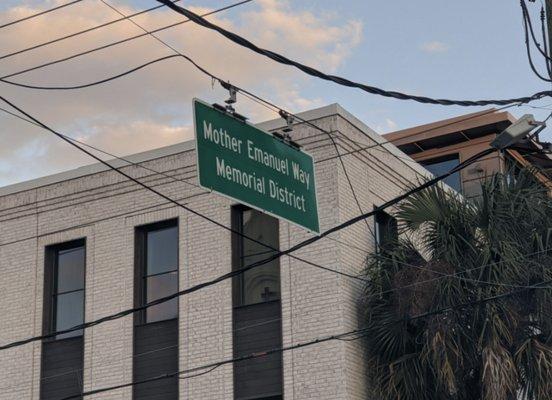 Mother Emanuel Way
Memorial District